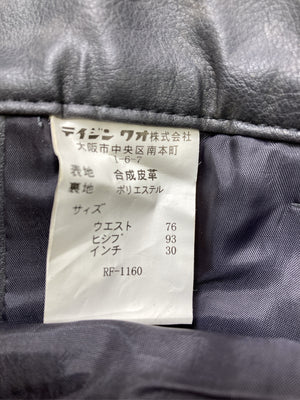 テイジン ワオ株式会社
大阪市中央区南本町
1-6-7
表地 合成皮革
裏地 ポリエステル
サイズ
ウエスト 76
ヒップ 93
インチ 30
RF-1160